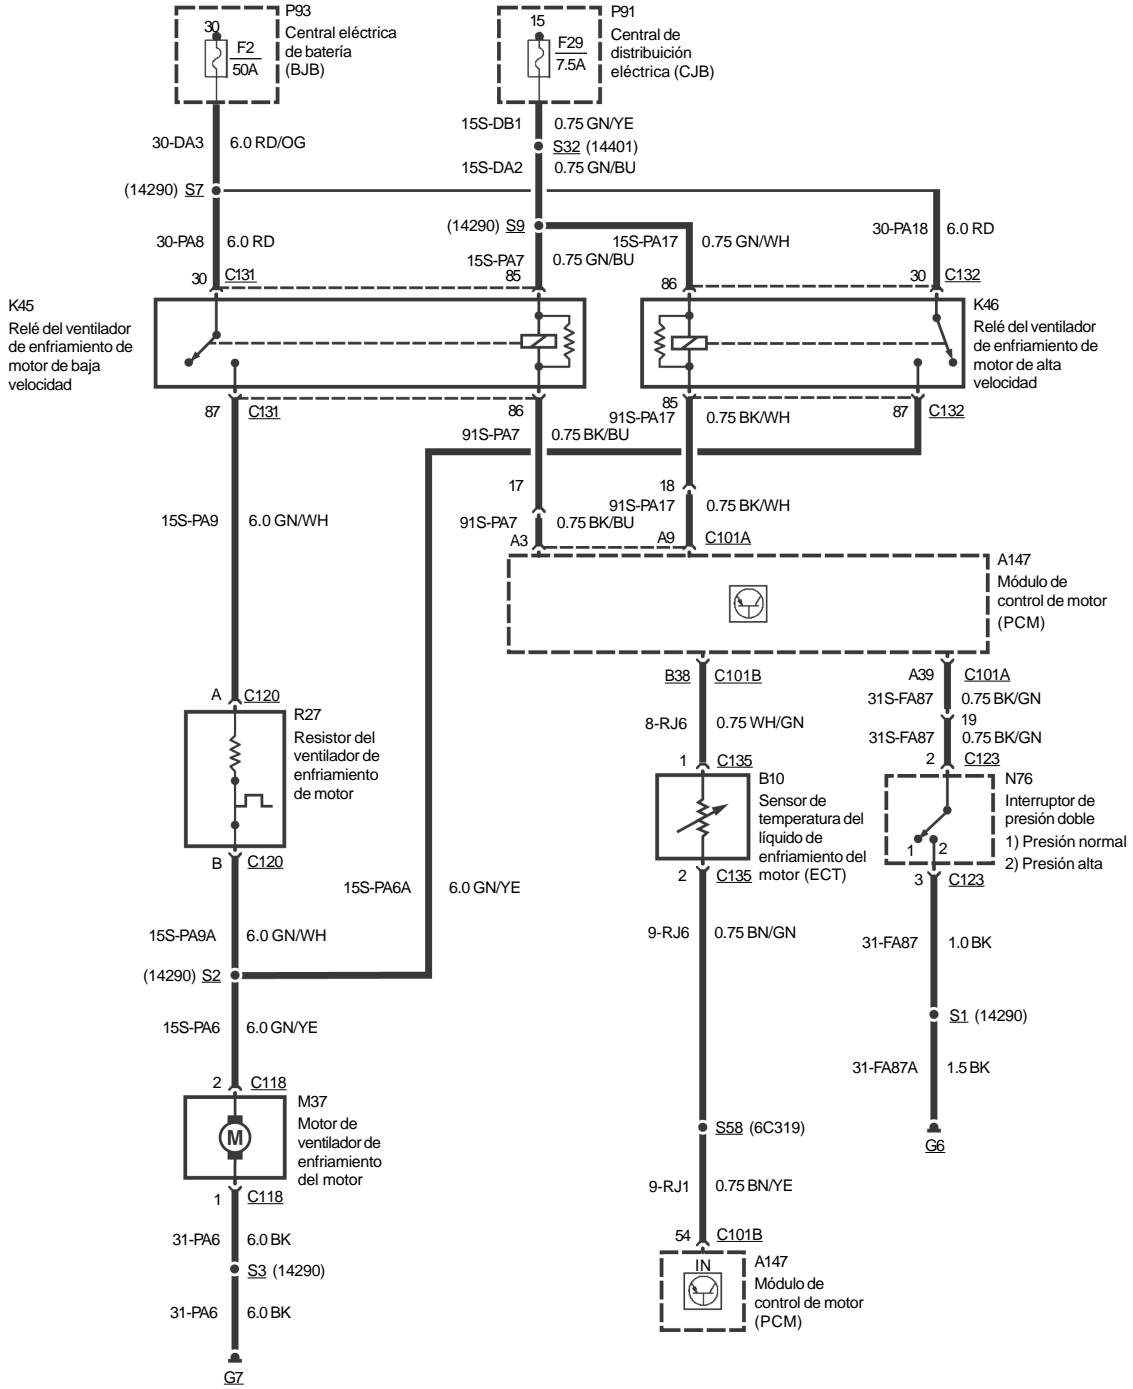 P93
Central eléctrica
de batería
(BJB)
30
F2
50A
P91
Central de
distribuición
eléctrica (CJB)
15
F29
7.5A
30-DA3 6.0 RD/OG
15S-DB1 0.75 GN/YE
S32 (14401)
15S-DA2 0.75 GN/BU
(14290) S7
(14290) S9
30-PA8 6.0 RD
15S-PA17 0.75 GN/WH
30-PA18 6.0 RD
15S-PA7 0.75 GN/BU
30 C131
85
86
30 C132
K45
Relé del ventilador
de enfriamiento de
motor de baja
velocidad
K46
Relé del ventilador
de enfriamiento de
motor de alta
velocidad
87 C131
86
85
87 C132
91S-PA17 0.75 BK/WH
91S-PA7 0.75 BK/BU
17
18
91S-PA17 0.75 BK/WH
15S-PA9 6.0 GN/WH
91S-PA7 0.75 BK/BU
A3
A9 C101A
A147
Módulo de
control de motor
(PCM)
B38 C101B
A39 C101A
31S-FA87 0.75 BK/GN
19
A C120
R27
Resistor del
ventilador de
enfriamiento
de motor
8-RJ6 0.75 WH/GN
31S-FA87 0.75 BK/GN
1 C135
2 C123
B10
Sensor de
temperatura del
líquido de
enfriamiento del
motor (ECT)
N76
Interruptor de
presión doble
1) Presión normal
2) Presión alta
1
2
B C120
2 C135
3 C123
15S-PA6A 6.0 GN/YE
15S-PA9A 6.0 GN/WH
9-RJ6 0.75 BN/GN
31-FA87 1.0 BK
(14290) S2
S1 (14290)
15S-PA6 6.0 GN/YE
31-FA87A 1.5 BK
2 C118
M37
Motor de
ventilador de
enfriamiento
del motor
M
S58 (6C319)
G6
1 C118
9-RJ1 0.75 BN/YE
31-PA6 6.0 BK
54 C101B
S3 (14290)
IN
A147
Módulo de
control de motor
(PCM)
31-PA6 6.0 BK
G7